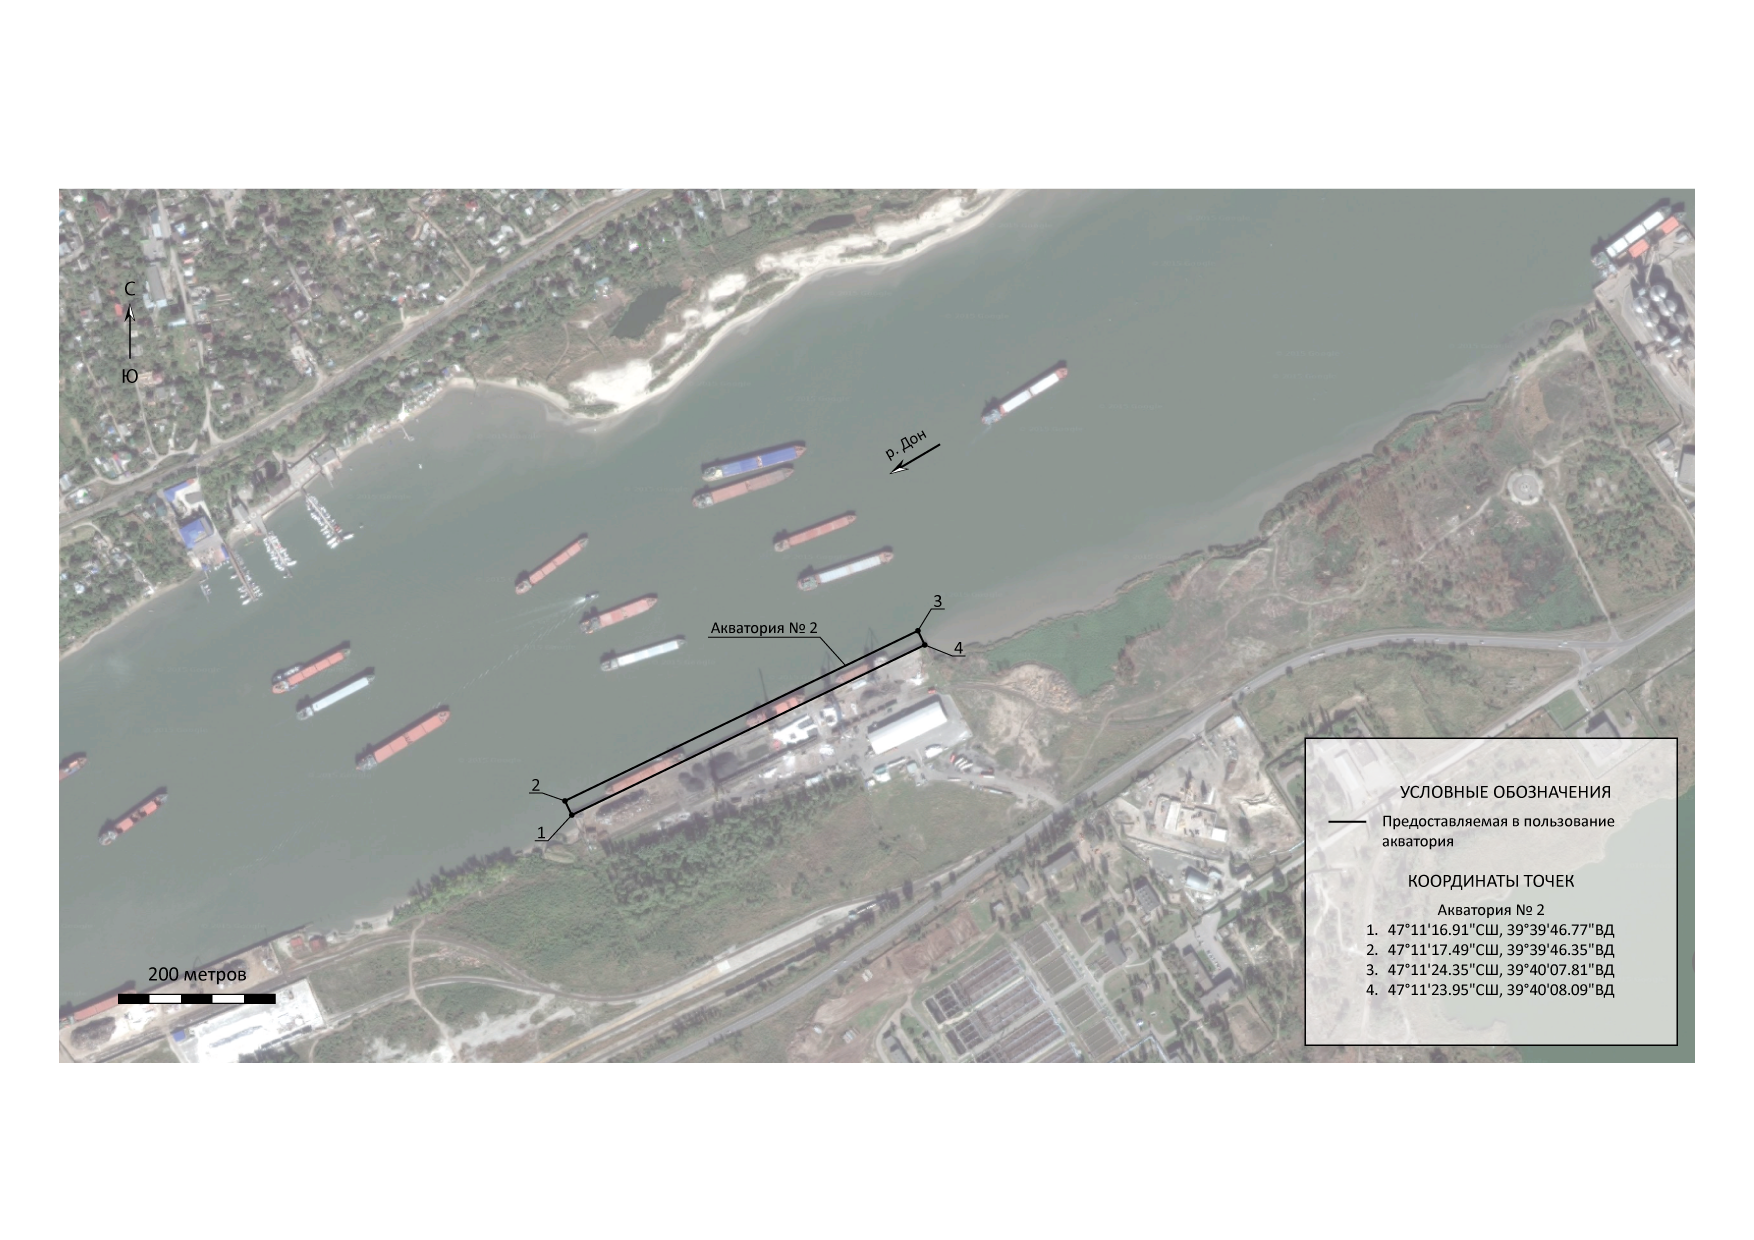 С
Ю
р. Дон
Акватория № 2
3
4
2
1
200 метров
УСЛОВНЫЕ ОБОЗНАЧЕНИЯ
Предоставляемая в пользование
акватория
КООРДИНАТЫ ТОЧЕК
Акватория № 2
1. 47°11'16.91"СШ, 39°39'46.77"ВД
2. 47°11'17.49"СШ, 39°39'46.35"ВД
3. 47°11'24.35"СШ, 39°40'07.81"ВД
4. 47°11'23.95"СШ, 39°40'08.09"ВД